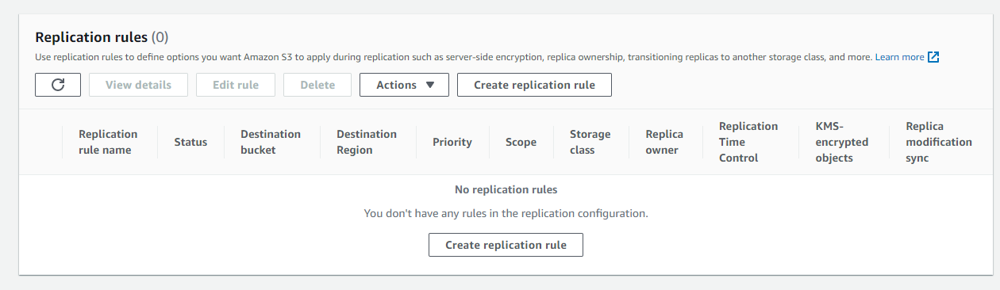 Replication rules (0)
Use replication rules to define options you want Amazon S3 to apply during replication such as server-side encryption, replica ownership, transitioning replicas to another storage class, and more. Learn more
View details
Edit rule
Delete
Actions
Create replication rule
Replication
rule name
Status
Destination
bucket
Destination
Region
Priority
Scope
Storage
class
Replica
owner
Replication
Time
Control
KMS-
encrypted
objects
Replica
modification
sync
No replication rules
You don't have any rules in the replication configuration.
Create replication rule